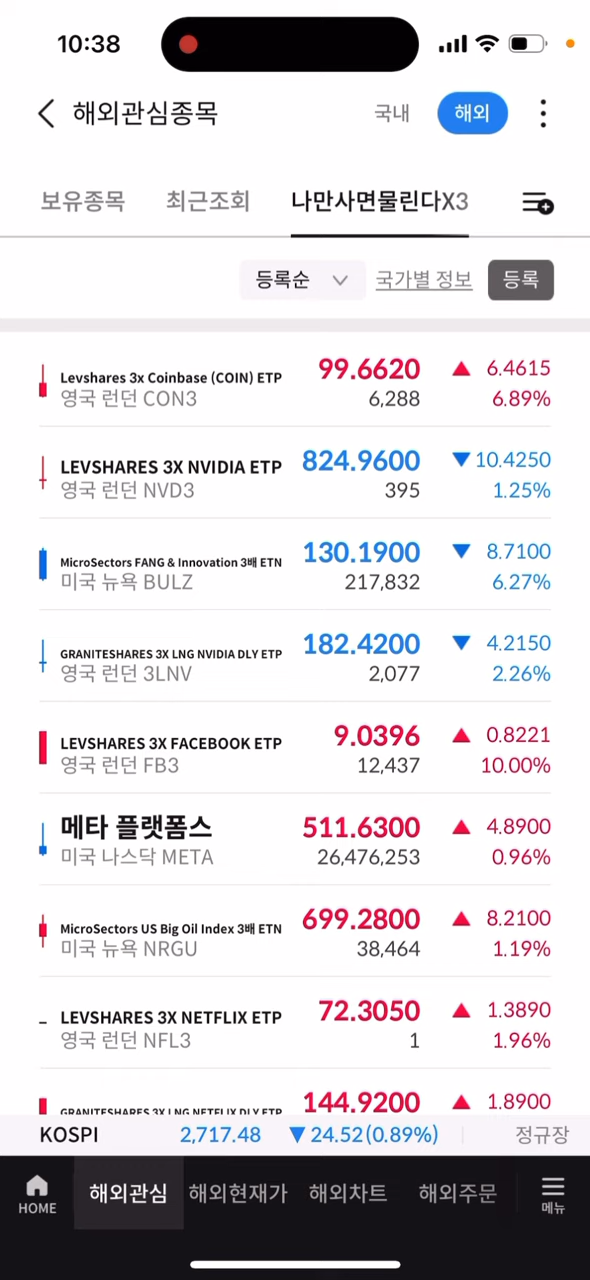 10:38
해외관심종목 국내 해외
보유종목 최근조회 나만사면물린다X3
등록순 국가별 정보 등록
Levshares 3x Coinbase (COIN) ETP 99.6620 ▲ 6.4615
영국 런던 CON3 6,288 6.89%
LEVSHARES 3X NVIDIA ETP 824.9600 ▼ 10.4250
영국 런던 NVD3 395 1.25%
MicroSectors FANG & Innovation 3배 ETN 130.1900 ▼ 8.7100
미국 뉴욕 BULZ 217,832 6.27%
GRANITESHARES 3X LNG NVIDIA DLY ETP 182.4200 ▼ 4.2150
영국 런던 3LNV 2,077 2.26%
LEVSHARES 3X FACEBOOK ETP 9.0396 ▲ 0.8221
영국 런던 FB3 12,437 10.00%
메타 플랫폼스 511.6300 ▲ 4.8900
미국 나스닥 META 26,476,253 0.96%
MicroSectors US Big Oil Index 3배 ETN 699.2800 ▲ 8.2100
미국 뉴욕 NRGU 38,464 1.19%
LEVSHARES 3X NETFLIX ETP 72.3050 ▲ 1.3890
영국 런던 NFL3 1 1.96%
GRANITESHARES 3X LNG NETFLIX DLY ETP 144.9200 ▲ 1.8900
KOSPI 2,717.48 ▼ 24.52(0.89%) 정규장
HOME 해외관심 해외현재가 해외차트 해외주문 메뉴